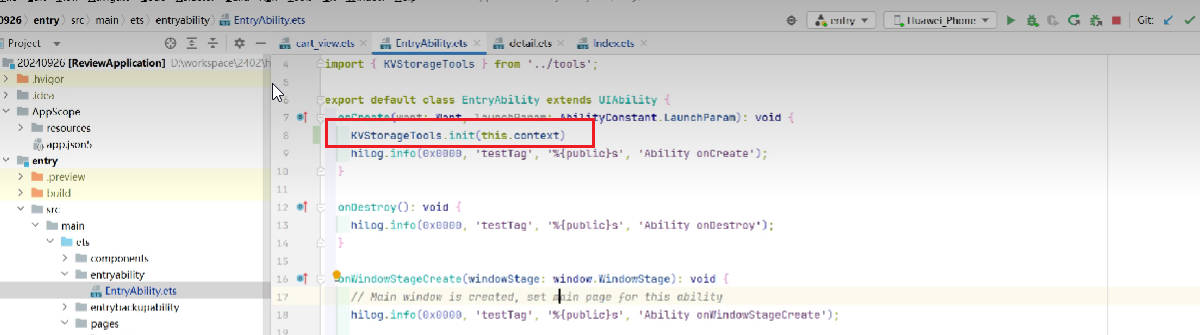 0926 › entry › src › main › ets › entryability › EntryAbility.ets
entry
Huawei_Phone
Git:
Project
cart_view.ets
EntryAbility.ets
detail.ets
Index.ets
20240926 [ReviewApplication] D:\workspace\2402\h
.hvigor
.idea
AppScope
resources
app.json5
entry
.preview
build
src
main
ets
components
entryability
EntryAbility.ets
entrybackupability
pages
4 import { KVStorageTools } from '../tools';
5
6 export default class EntryAbility extends UIAbility {
7 onCreate(want: Want, launchParam: AbilityConstant.LaunchParam): void {
8 KVStorageTools.init(this.context)
9 hilog.info(0x0000, 'testTag', '%{public}s', 'Ability onCreate');
10 }
11
12 onDestroy(): void {
13 hilog.info(0x0000, 'testTag', '%{public}s', 'Ability onDestroy');
14 }
15
16 onWindowStageCreate(windowStage: window.WindowStage): void {
17 // Main window is created, set main page for this ability
18 hilog.info(0x0000, 'testTag', '%{public}s', 'Ability onWindowStageCreate');